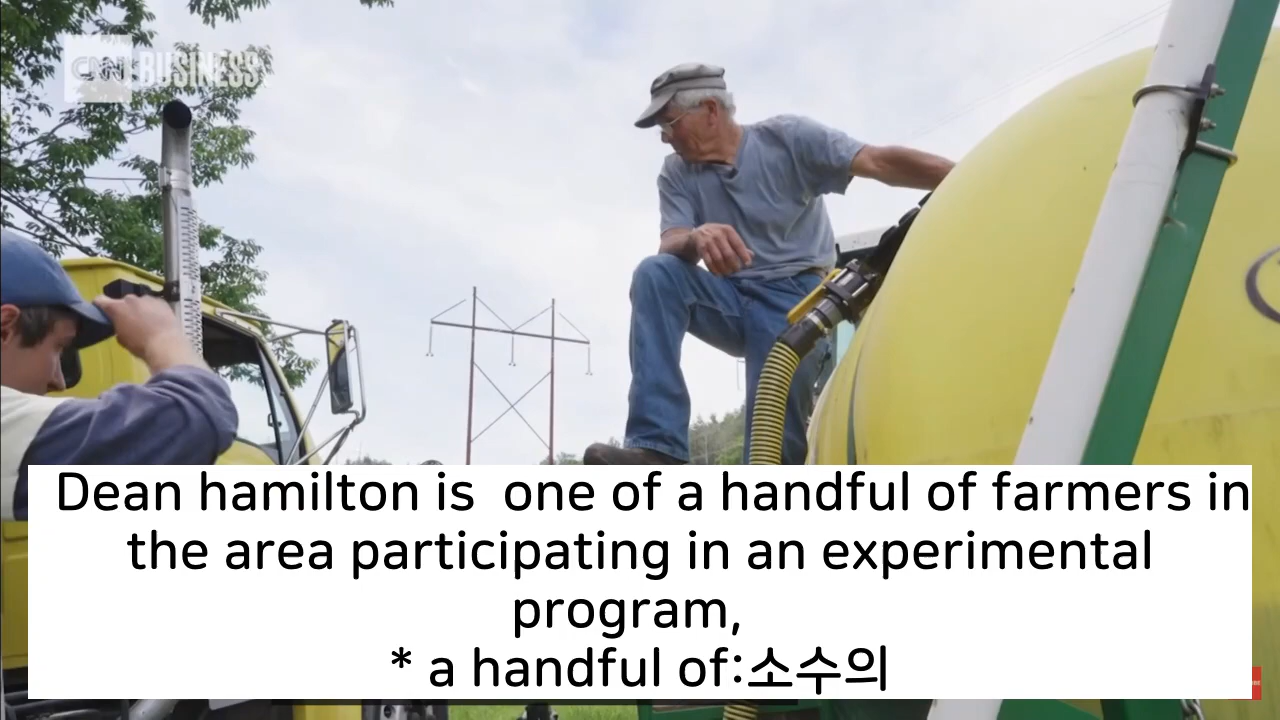 CNN BUSINESS
Dean hamilton is one of a handful of farmers in
the area participating in an experimental
program,
* a handful of:소수의